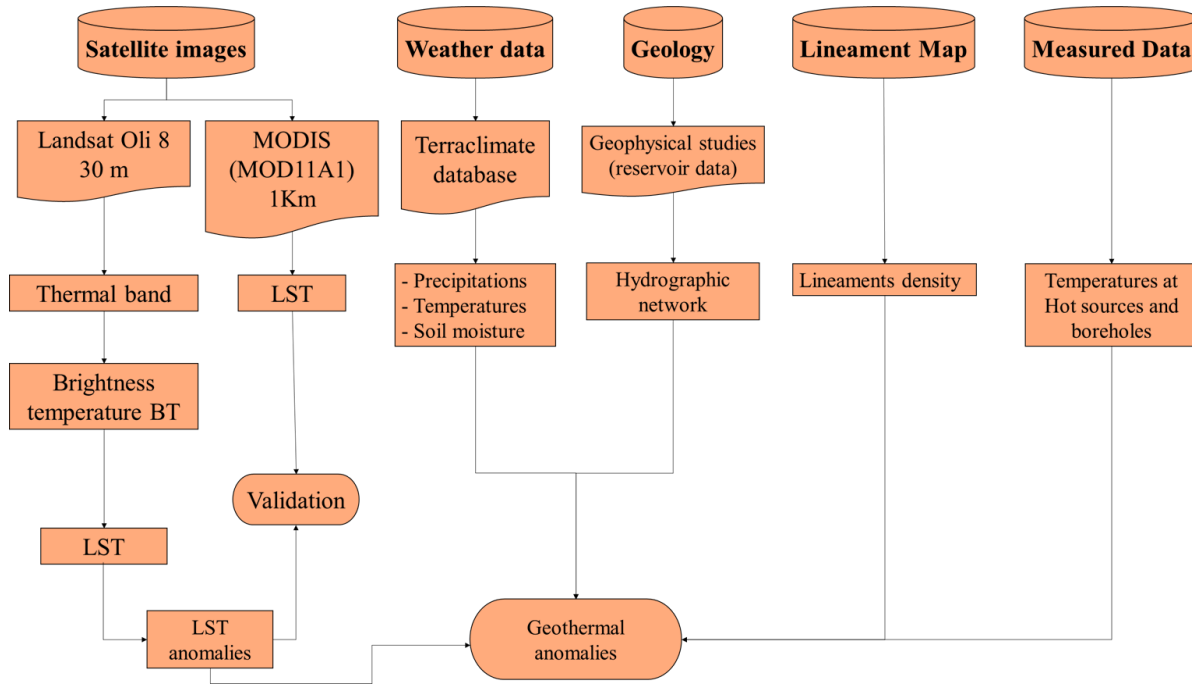 Satellite images
Weather data
Geology
Lineament Map
Measured Data
Landsat Oli 8
30 m
MODIS
(MOD11A1)
1Km
Terraclimate
database
Geophysical studies
(reservoir data)
Thermal band
LST
- Precipitations
- Temperatures
- Soil moisture
Hydrographic
network
Lineaments density
Temperatures at
Hot sources and
boreholes
Brightness
temperature BT
Validation
LST
LST
anomalies
Geothermal
anomalies